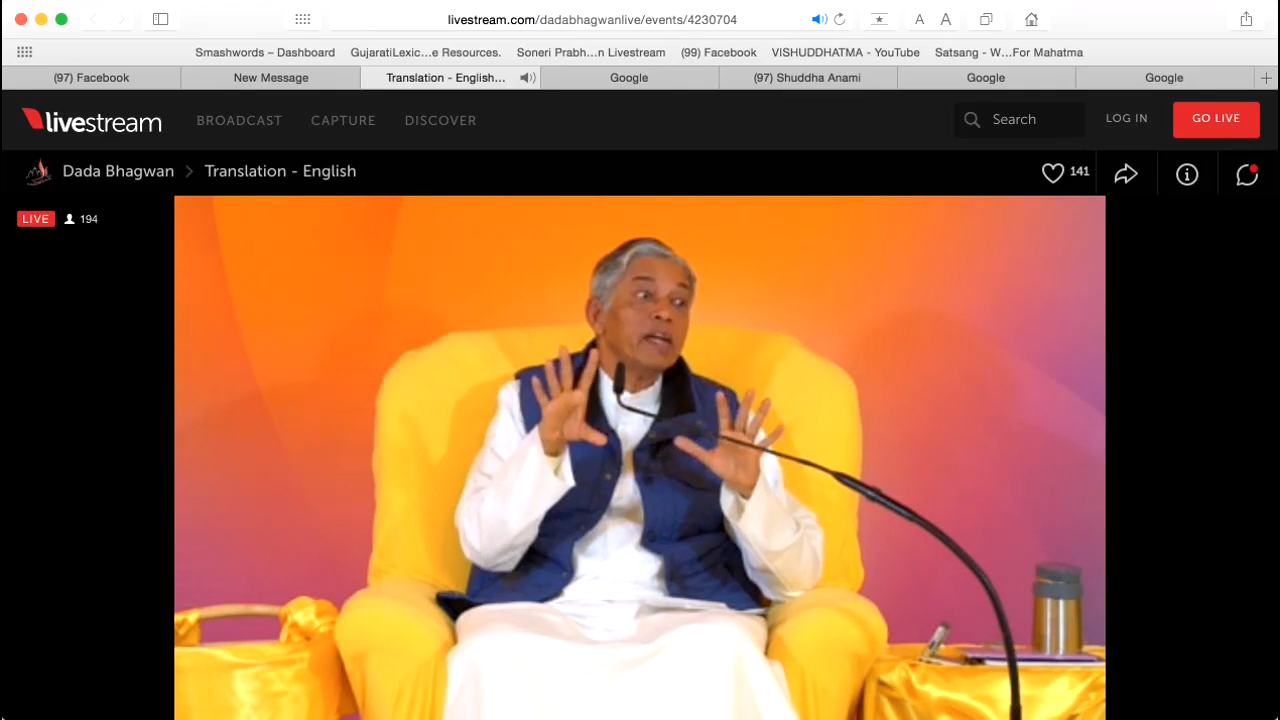 livestream.com/dadabhagwanlive/events/4230704 A A
Smashwords – Dashboard GujaratiLexic...e Resources. Soneri Prabh...n Livestream (99) Facebook VISHUDDHATMA - YouTube Satsang - W...For Mahatma
(97) Facebook New Message Translation - English... Google (97) Shuddha Anami Google Google
livestream BROADCAST CAPTURE DISCOVER Search LOG IN GO LIVE
Dada Bhagwan > Translation - English 141
LIVE 194